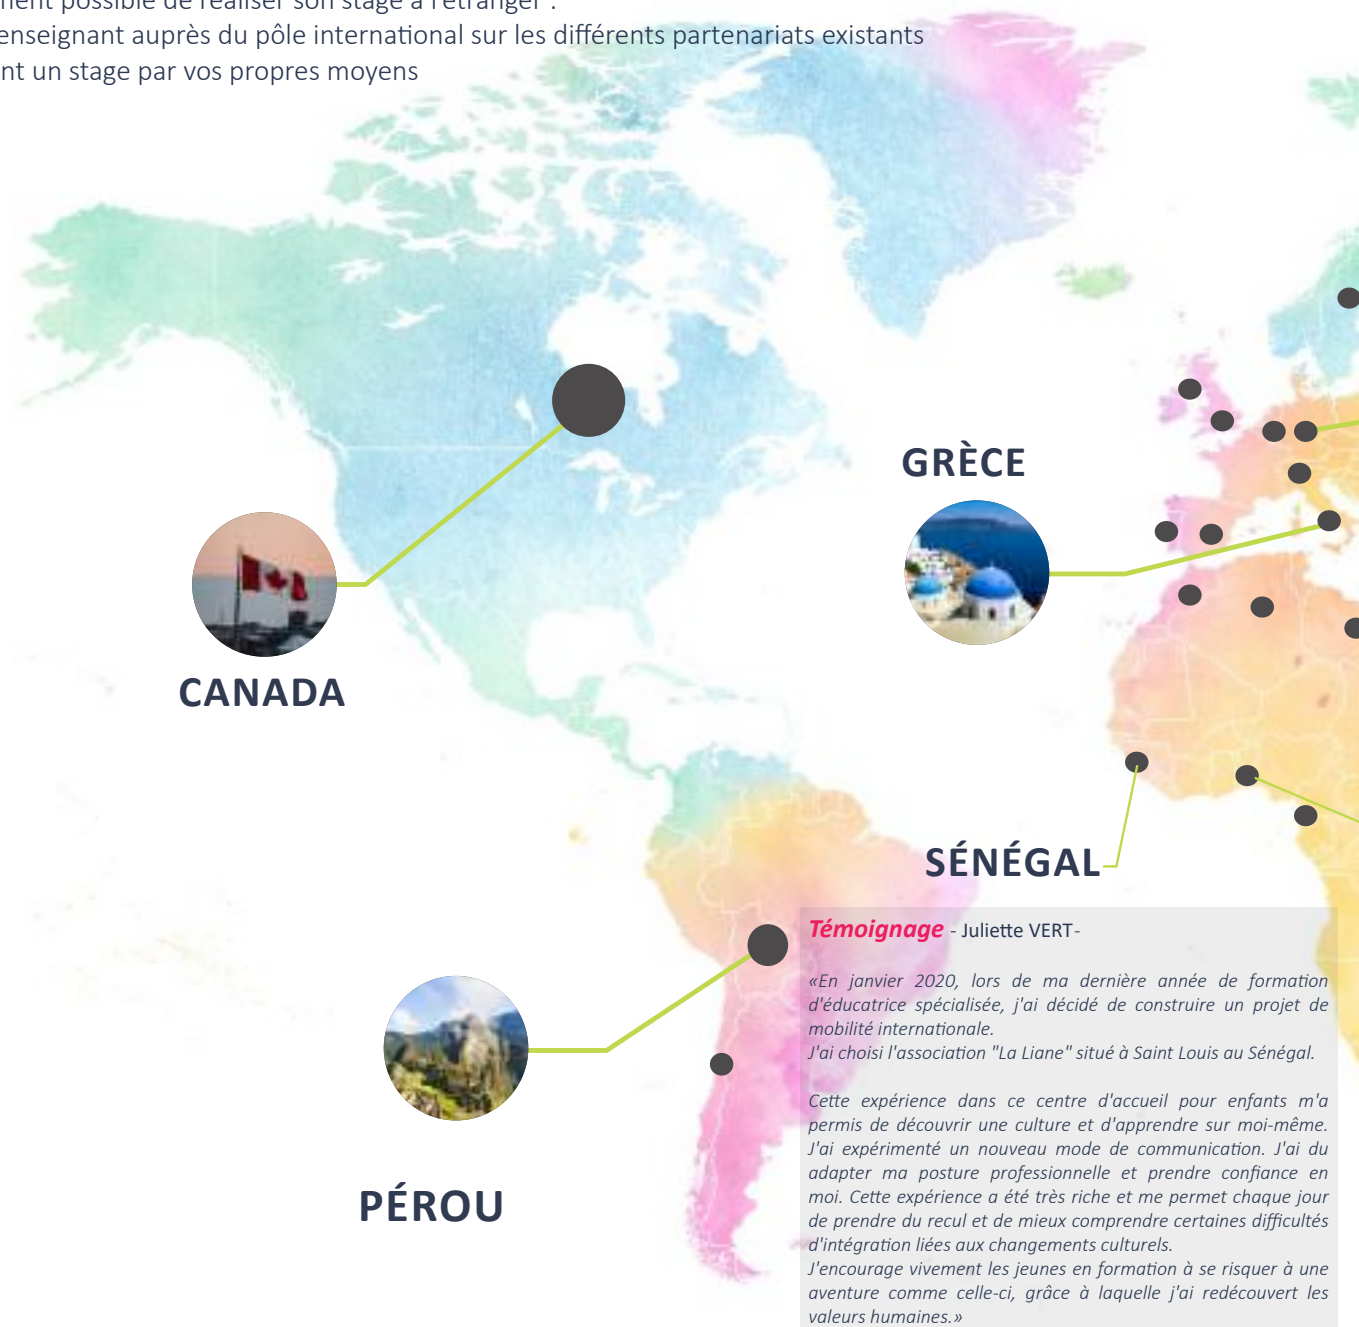 ment possible de réaliser son stage à l'étranger :
enseignant auprès du pôle international sur les différents partenariats existants
nt un stage par vos propres moyens
GRÈCE
CANADA
SÉNÉGAL
Témoignage - Juliette VERT-
«En janvier 2020, lors de ma dernière année de formation
d'éducatrice spécialisée, j'ai décidé de construire un projet de
mobilité internationale.
J'ai choisi l'association "La Liane" situé à Saint Louis au Sénégal.
Cette expérience dans ce centre d'accueil pour enfants m'a
permis de découvrir une culture et d'apprendre sur moi-même.
J'ai expérimenté un nouveau mode de communication. J'ai du
adapter ma posture professionnelle et prendre confiance en
moi. Cette expérience a été très riche et me permet chaque jour
de prendre du recul et de mieux comprendre certaines difficultés
d'intégration liées aux changements culturels.
J'encourage vivement les jeunes en formation à se risquer à une
aventure comme celle-ci, grâce à laquelle j'ai redécouvert les
valeurs humaines.»
PÉROU